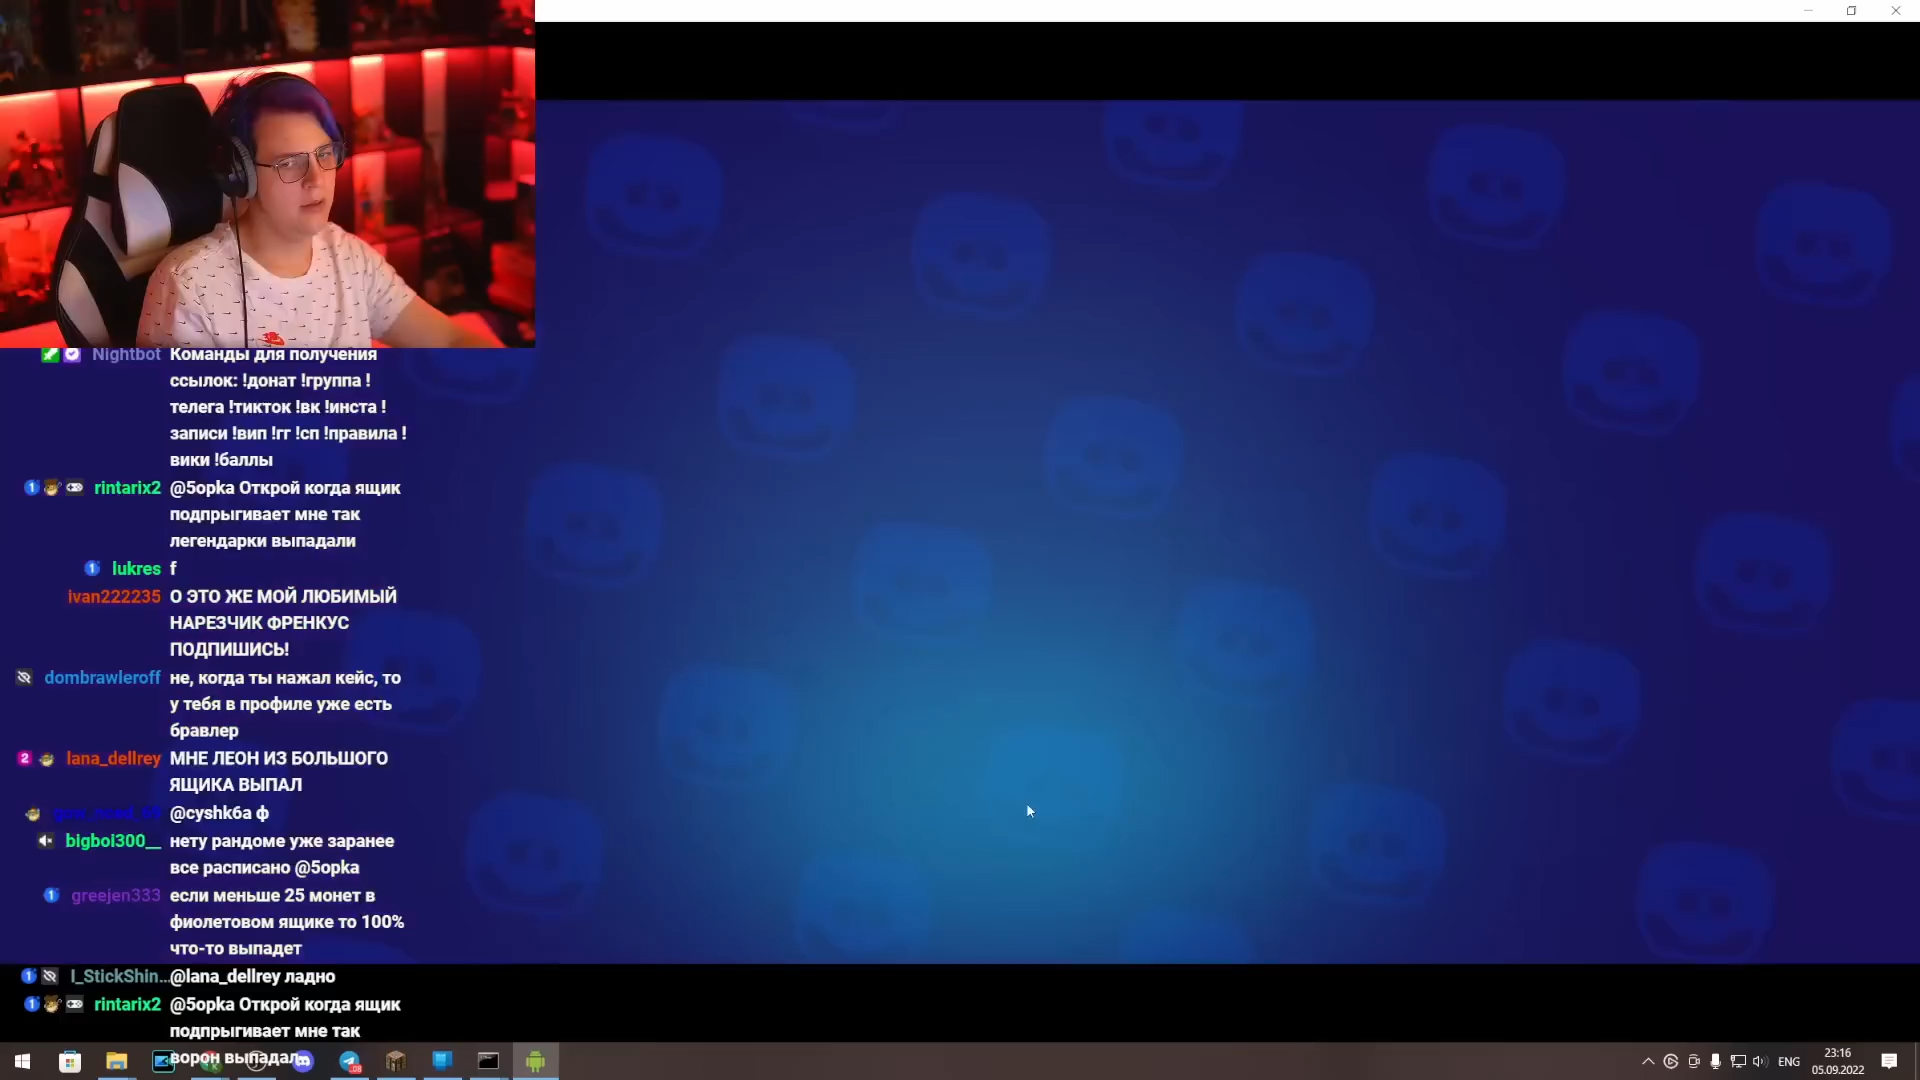 Nightbot Команды для получения
ссылок: !донат !группа !
телега !тикток !вк !инста !
записи !вип !гг !сп !правила !
вики !баллы
1 rintarix2 @5opka Открой когда ящик
подпрыгивает мне так
легендарки выпадали
1 lukres f
ivan222235 О ЭТО ЖЕ МОЙ ЛЮБИМЫЙ
НАРЕЗЧИК ФРЕНКУС
ПОДПИШИСЬ!
dombrawleroff не, когда ты нажал кейс, то
у тебя в профиле уже есть
бравлер
2 lana_dellrey МНЕ ЛЕОН ИЗ БОЛЬШОГО
ЯЩИКА ВЫПАЛ
@cyshk6a ф
bigboi300__ нету рандоме уже заранее
все расписано @5opka
1 greejen333 если меньше 25 монет в
фиолетовом ящике то 100%
что-то выпадет
1 I_StickShin... @lana_dellrey ладно
1 rintarix2 @5opka Открой когда ящик
подпрыгивает мне так
ворон выпадал
ENG
23:16
05.09.2022